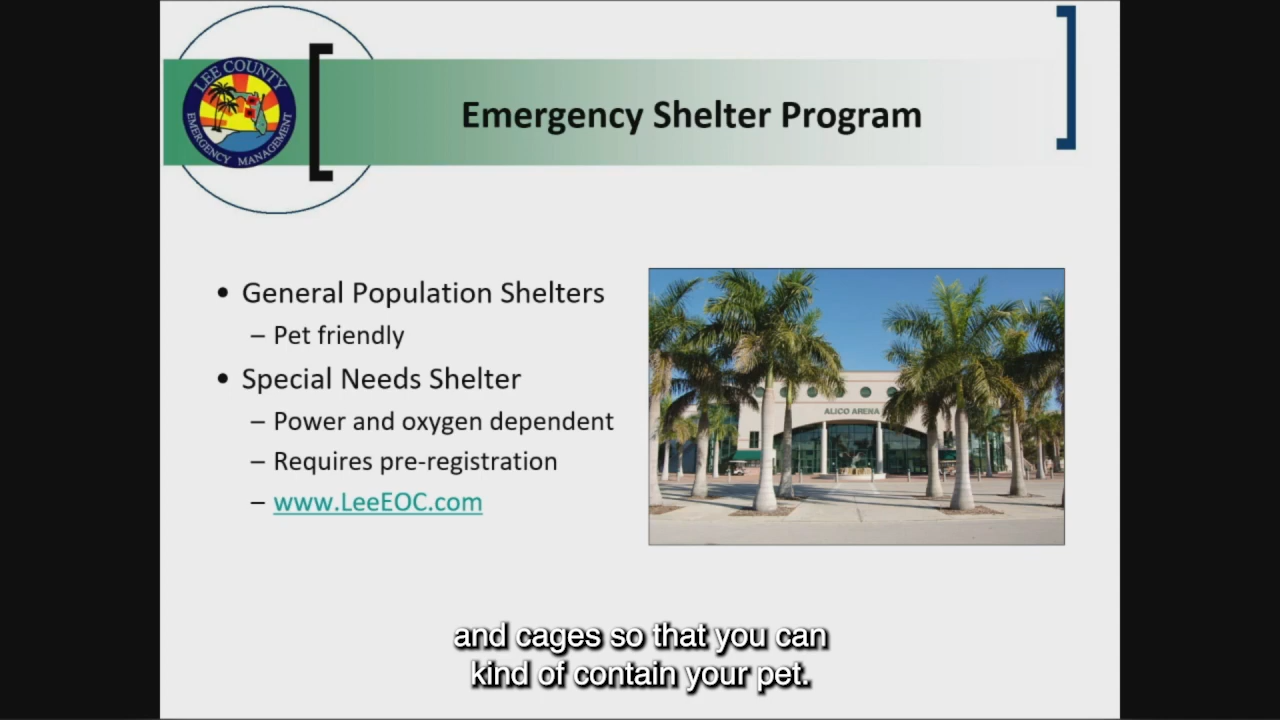 LEE COUNTY
EMERGENCY MANAGEMENT
Emergency Shelter Program
• General Population Shelters
– Pet friendly
• Special Needs Shelter
– Power and oxygen dependent
– Requires pre-registration
– www.LeeEOC.com
ALICO ARENA
and cages so that you can
kind of contain your pet.